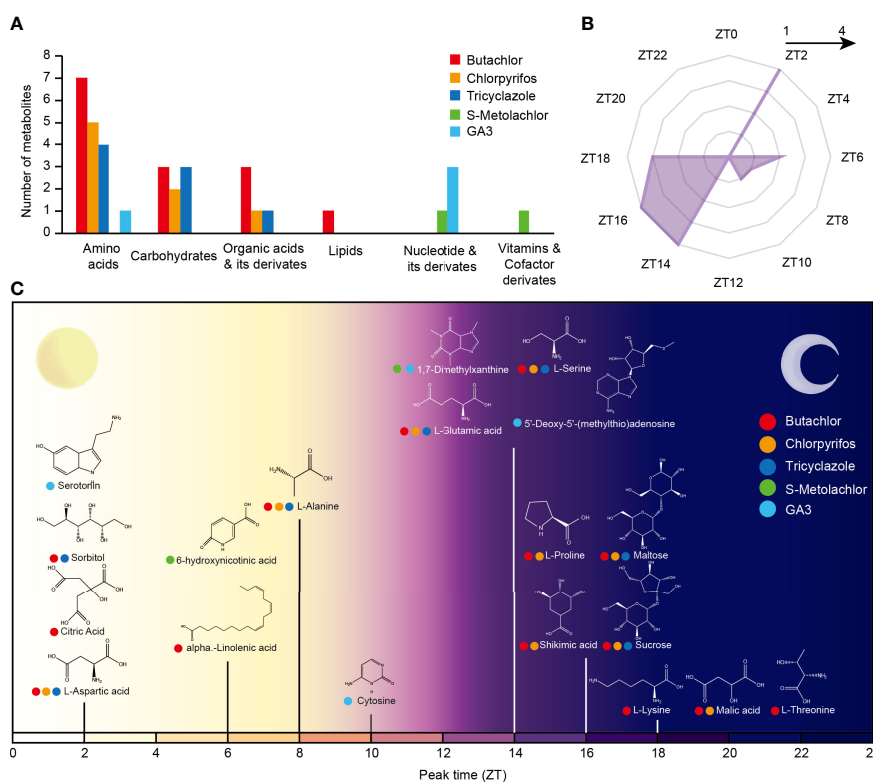 A
Number of metabolites
8
7
6
5
4
3
2
1
0
Amino
acids
Carbohydrates
Organic acids
& its derivates
Lipids
Nucleotide &
its derivates
Vitamins &
Cofactor
derivates
Butachlor
Chlorpyrifos
Tricyclazole
S-Metolachlor
GA3
B
1 4
ZT0
ZT2
ZT4
ZT6
ZT8
ZT10
ZT12
ZT14
ZT16
ZT18
ZT20
ZT22
C
1,7-Dimethylxanthine
L-Serine
L-Glutamic acid
5'-Deoxy-5'-(methylthio)adenosine
Butachlor
Chlorpyrifos
Tricyclazole
S-Metolachlor
GA3
Sorbitol
L-Alanine
6-hydroxynicotinic acid
L-Proline
Maltose
Citric Acid
alpha.-Linolenic acid
Shikimic acid
Sucrose
L-Aspartic acid
Cytosine
L-Lysine
Malic acid
L-Threonine
0 2 4 6 8 10 12 14 16 18 20 22
Peak time (ZT)